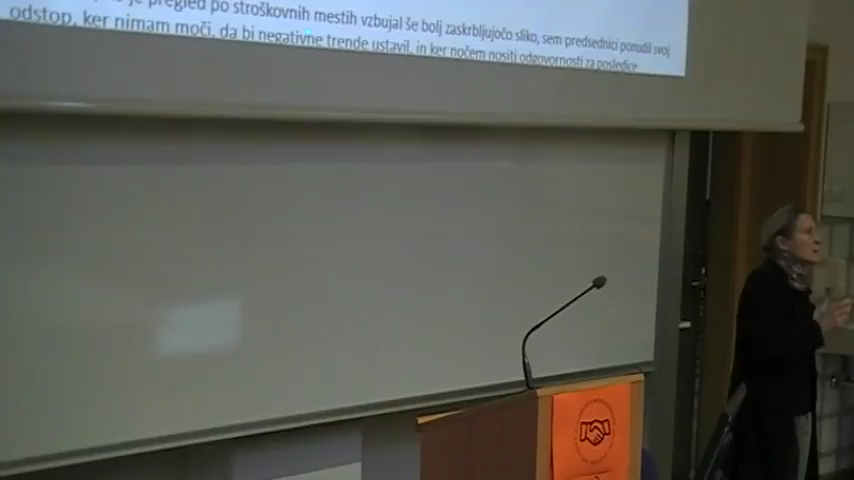 je pregled po stroškovnih mestih vzbujal še bolj zaskrbljujočo sliko, sem predsednici ponudil svoj
odstop, ker nimam moči, da bi negativne trende ustavil, in ker nočem nositi odgovornosti za posledice